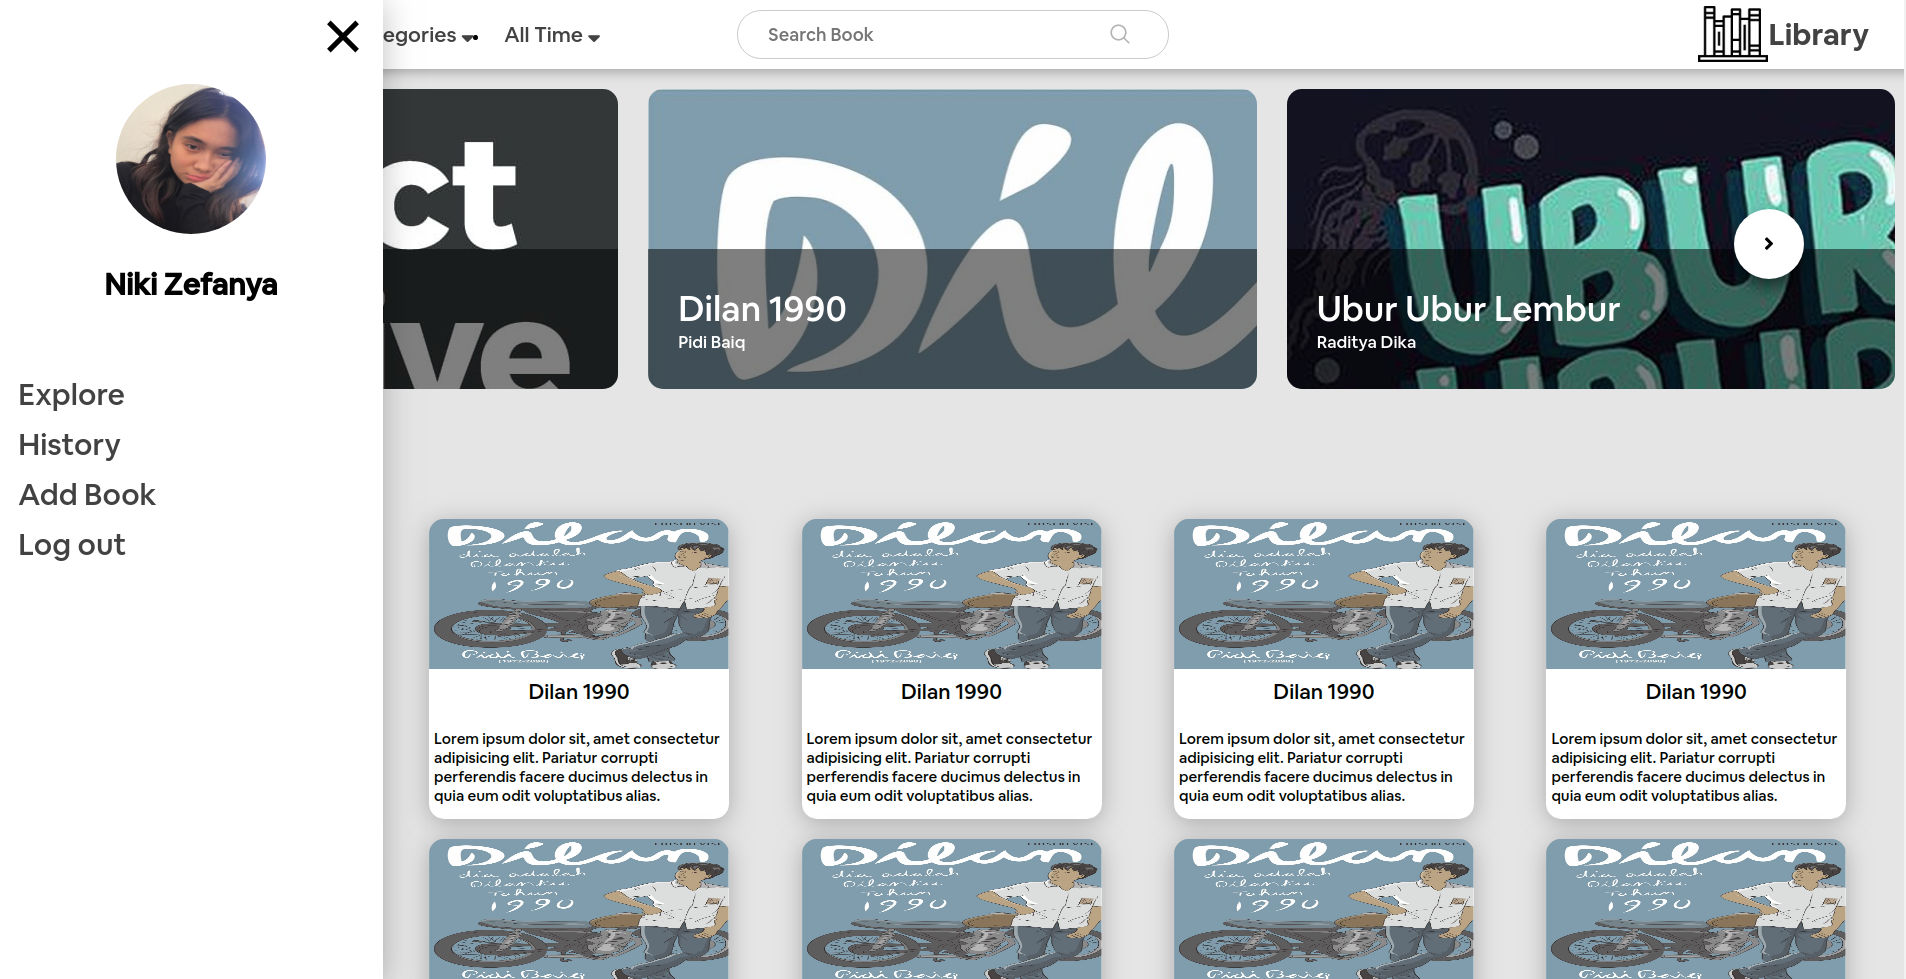 egories
All Time
Search Book
Library
Niki Zefanya
Explore
History
Add Book
Log out
ct
ive
Dil
Dilan 1990
Pidi Baiq
UBUR
UBUR
Ubur Ubur Lembur
Raditya Dika
Dilan
dia adalah
Dilanku
Tahun
1990
Pidi Baiq
Dilan 1990
Lorem ipsum dolor sit, amet consectetur
adipisicing elit. Pariatur corrupti
perferendis facere ducimus delectus in
quia eum odit voluptatibus alias.
Dilan
dia adalah
Dilanku
Tahun
1990
Pidi Baiq
Dilan 1990
Lorem ipsum dolor sit, amet consectetur
adipisicing elit. Pariatur corrupti
perferendis facere ducimus delectus in
quia eum odit voluptatibus alias.
Dilan
dia adalah
Dilanku
Tahun
1990
Pidi Baiq
Dilan 1990
Lorem ipsum dolor sit, amet consectetur
adipisicing elit. Pariatur corrupti
perferendis facere ducimus delectus in
quia eum odit voluptatibus alias.
Dilan
dia adalah
Dilanku
Tahun
1990
Pidi Baiq
Dilan 1990
Lorem ipsum dolor sit, amet consectetur
adipisicing elit. Pariatur corrupti
perferendis facere ducimus delectus in
quia eum odit voluptatibus alias.
Dilan
dia adalah
Dilanku
Tahun
1990
Pidi Baiq
Dilan
dia adalah
Dilanku
Tahun
1990
Pidi Baiq
Dilan
dia adalah
Dilanku
Tahun
1990
Pidi Baiq
Dilan
dia adalah
Dilanku
Tahun
1990
Pidi Baiq